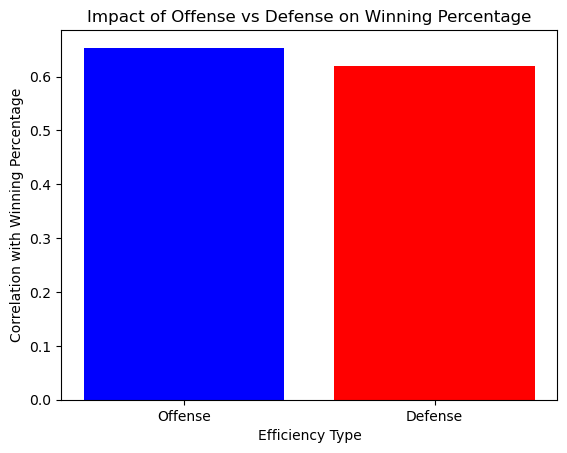 Impact of Offense vs Defense on Winning Percentage
Correlation with Winning Percentage
0.6
0.5
0.4
0.3
0.2
0.1
0.0
Offense Defense
Efficiency Type